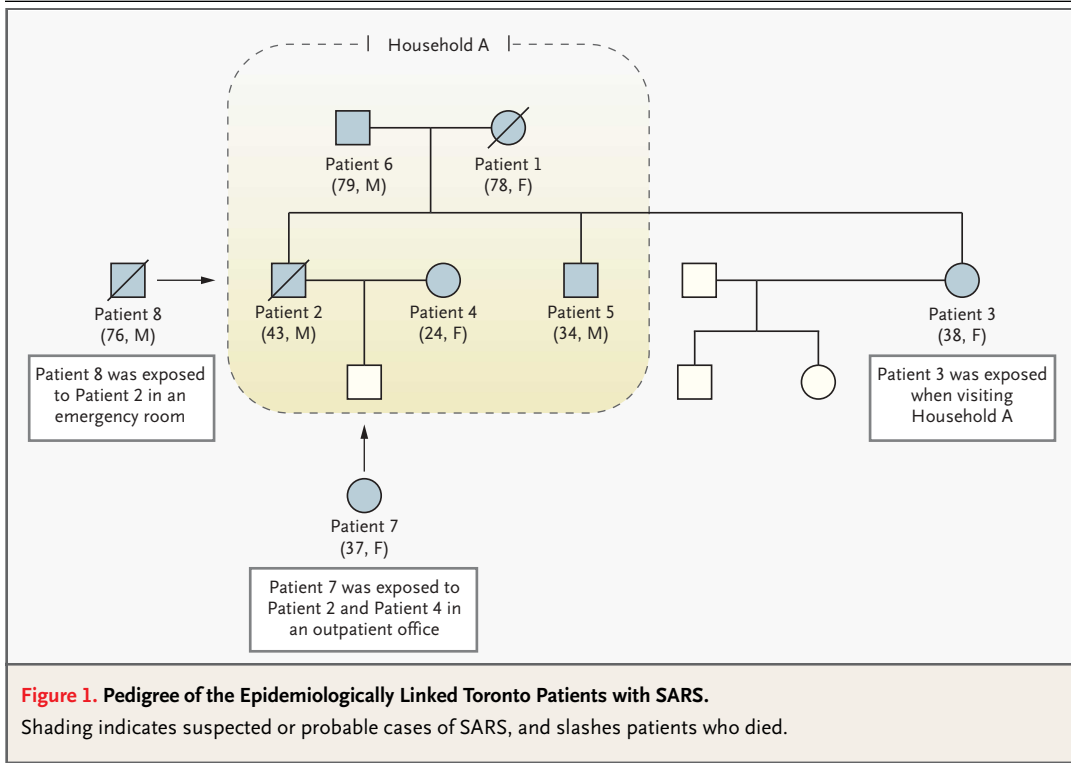 Household A
Patient 6
(79, M)
Patient 1
(78, F)
Patient 8
(76, M)
Patient 2
(43, M)
Patient 4
(24, F)
Patient 5
(34, M)
Patient 3
(38, F)
Patient 8 was exposed
to Patient 2 in an
emergency room
Patient 3 was exposed
when visiting
Household A
Patient 7
(37, F)
Patient 7 was exposed to
Patient 2 and Patient 4 in
an outpatient office
Figure 1. Pedigree of the Epidemiologically Linked Toronto Patients with SARS.
Shading indicates suspected or probable cases of SARS, and slashes patients who died.